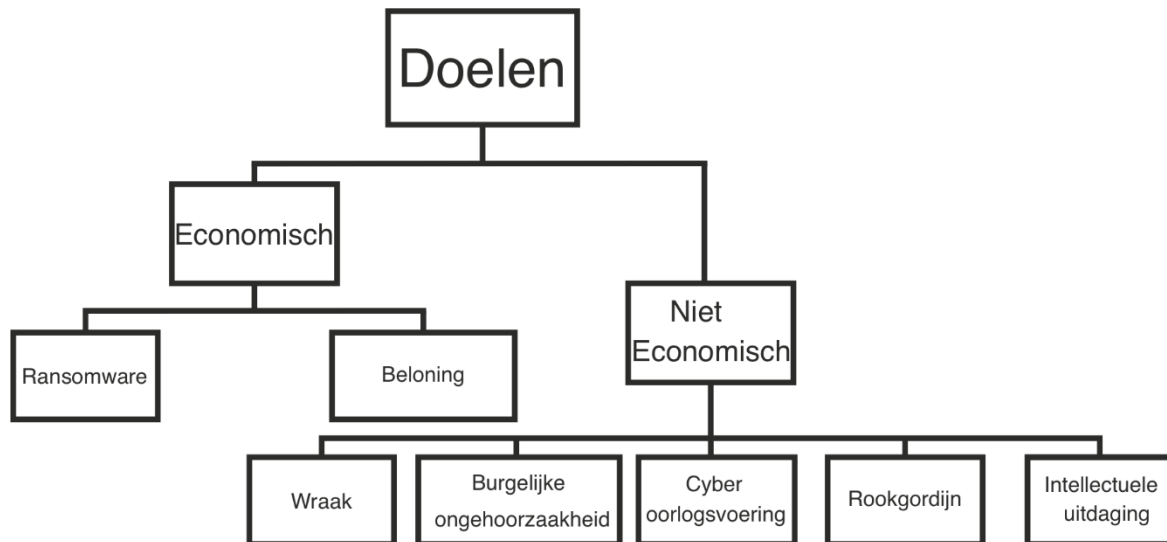 Doelen
Economisch
Niet
Economisch
Ransomware
Beloning
Wraak
Burgelijke
ongehoorzaakheid
Cyber
oorlogsvoering
Rookgordijn
Intellectuele
uitdaging